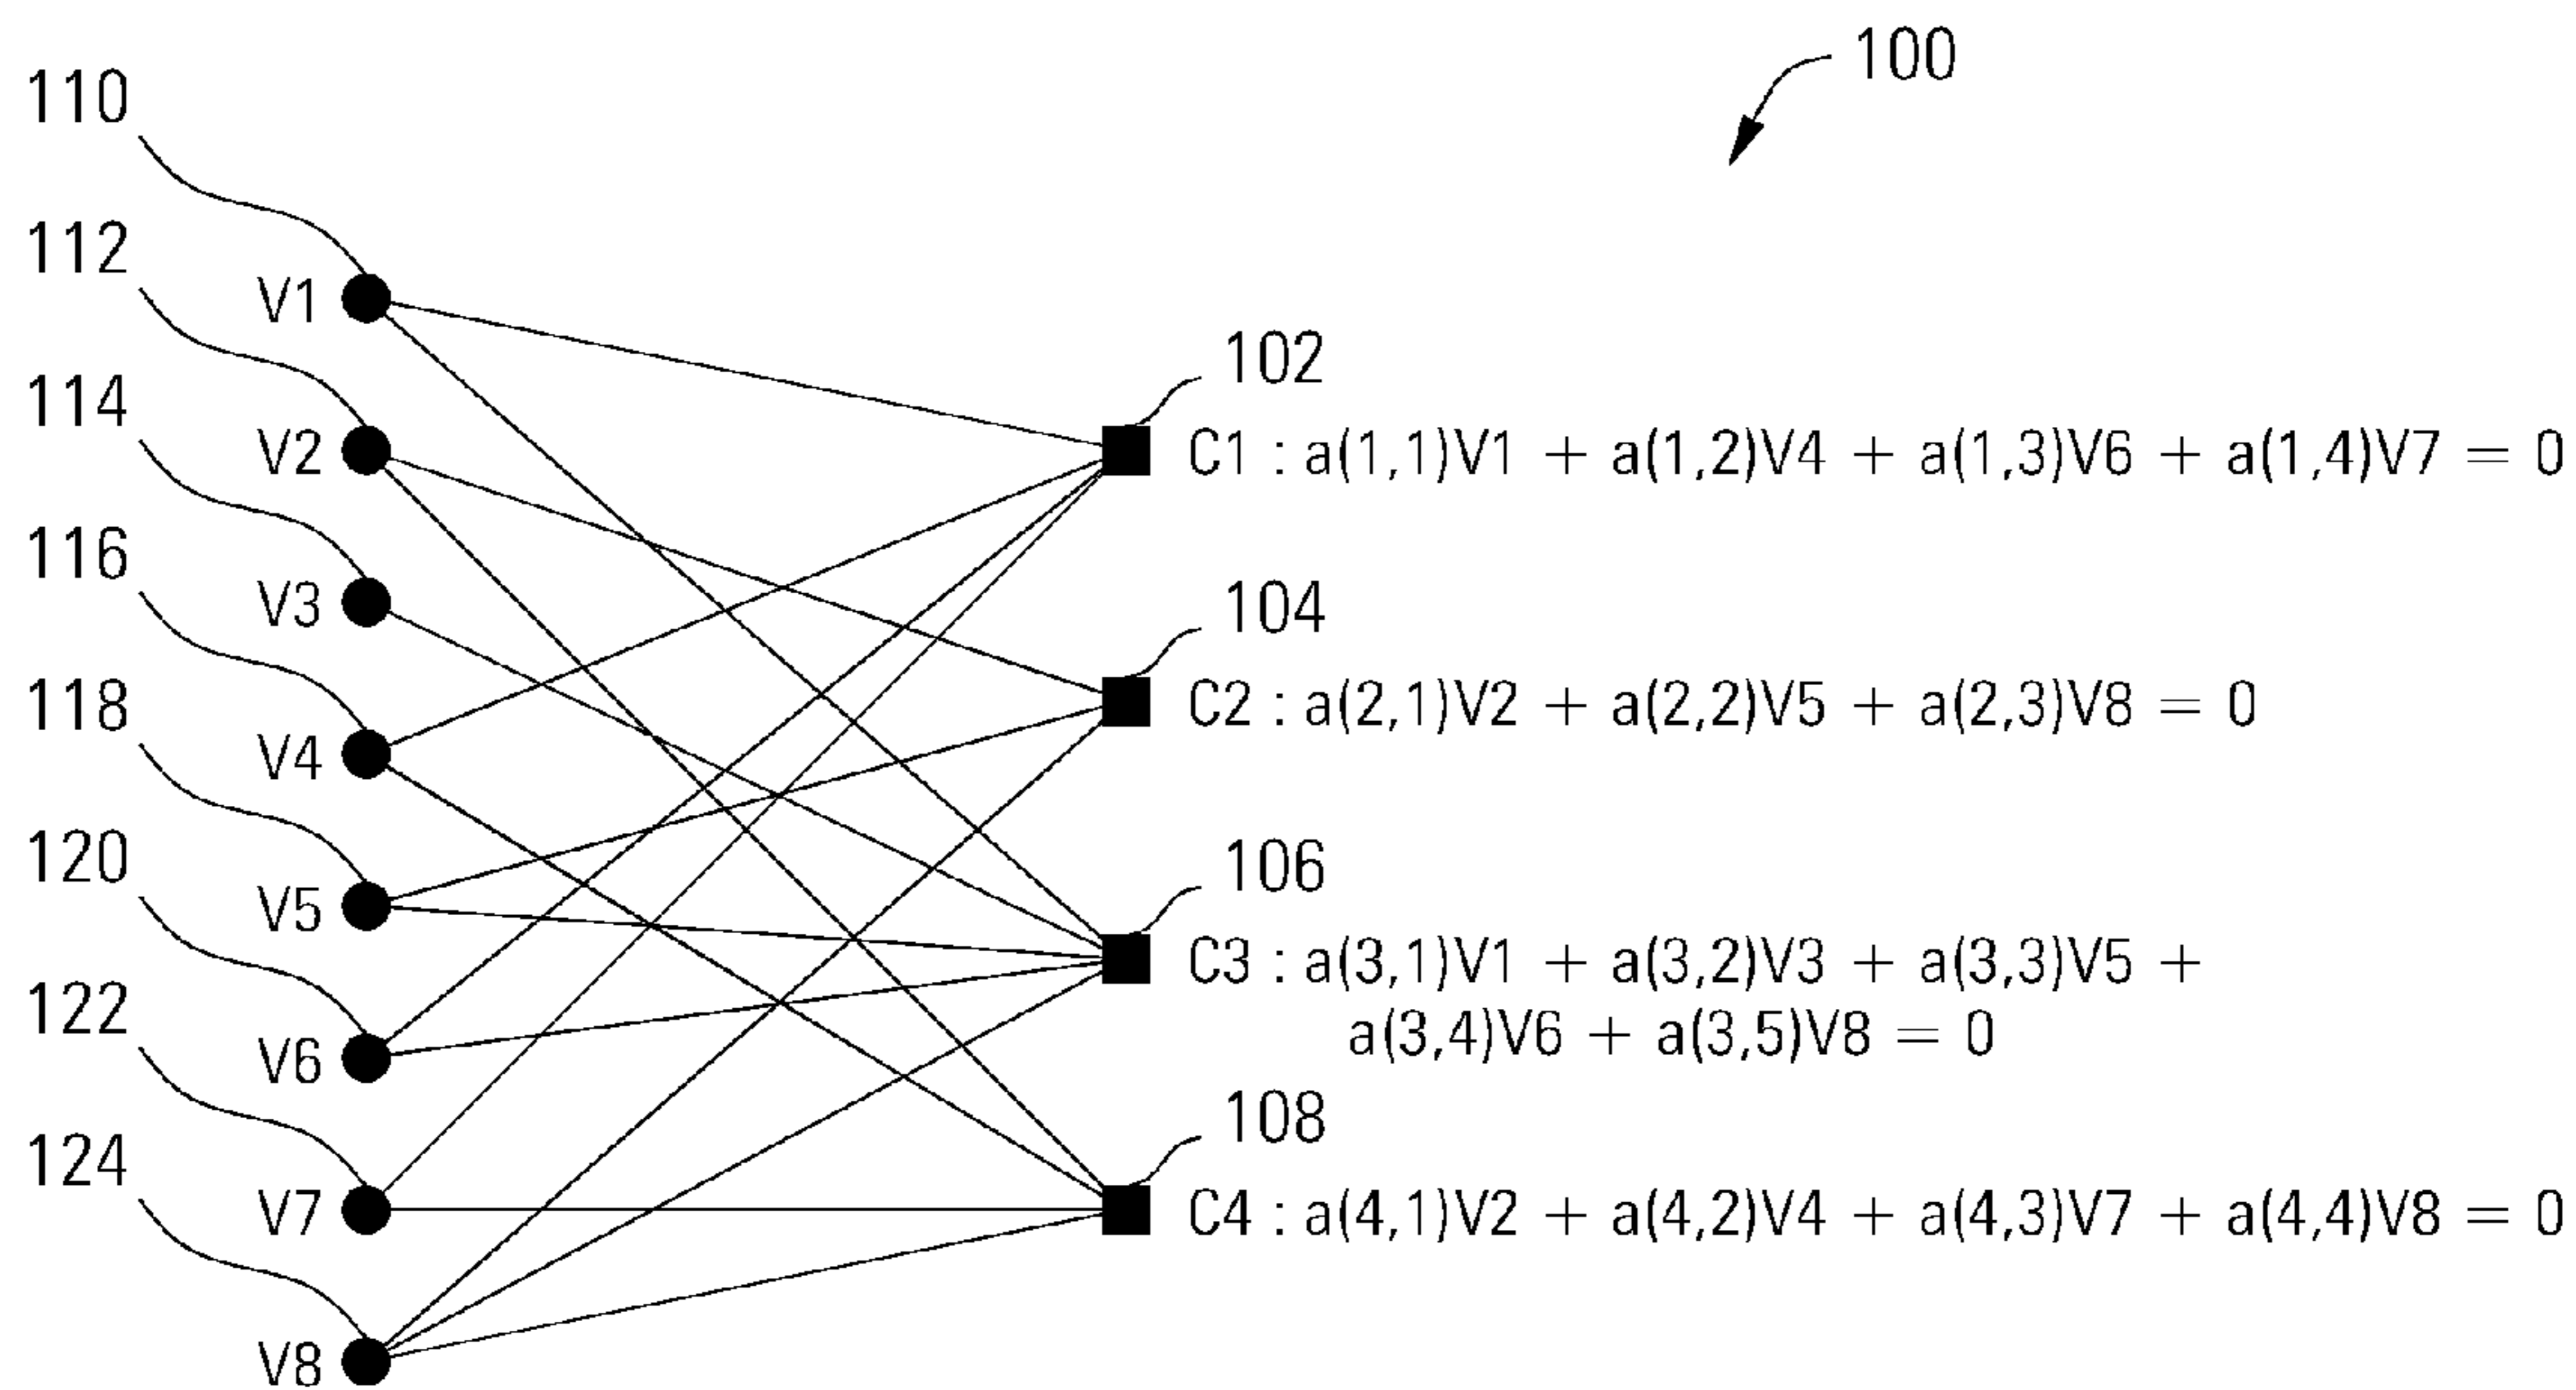 100
110
112
114
116
118
120
122
124
V1
V2
V3
V4
V5
V6
V7
V8
102
C1 : a(1,1)V1 + a(1,2)V4 + a(1,3)V6 + a(1,4)V7 = 0
104
C2 : a(2,1)V2 + a(2,2)V5 + a(2,3)V8 = 0
106
C3 : a(3,1)V1 + a(3,2)V3 + a(3,3)V5 +
a(3,4)V6 + a(3,5)V8 = 0
108
C4 : a(4,1)V2 + a(4,2)V4 + a(4,3)V7 + a(4,4)V8 = 0